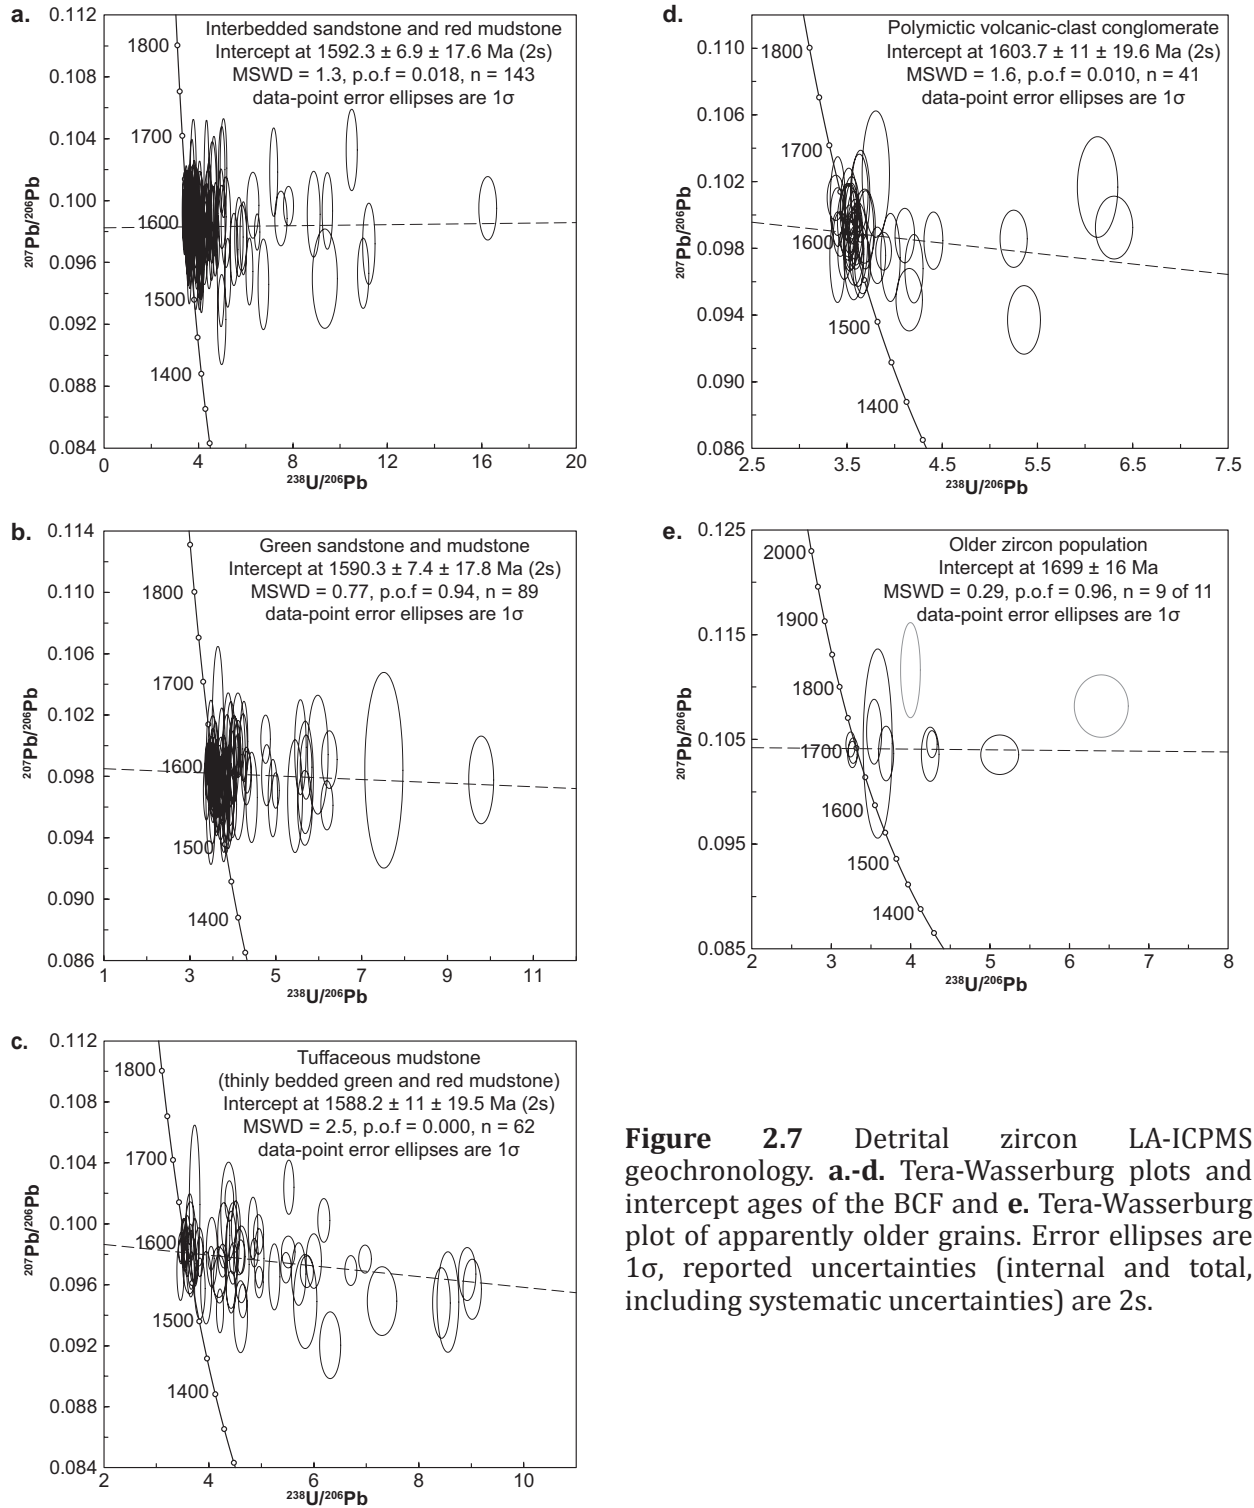 a.
0.112
0.108
0.104
0.100
0.096
0.092
0.088
0.084
²⁰⁷Pb/²⁰⁶Pb
Interbedded sandstone and red mudstone
Intercept at 1592.3 ± 6.9 ± 17.6 Ma (2s)
MSWD = 1.3, p.o.f = 0.018, n = 143
data-point error ellipses are 1σ
1800
1700
1600
1500
1400
0 4 8 12 16 20
²³⁸U/²⁰⁶Pb
b.
0.114
0.110
0.106
0.102
0.098
0.094
0.090
0.086
²⁰⁷Pb/²⁰⁶Pb
Green sandstone and mudstone
Intercept at 1590.3 ± 7.4 ± 17.8 Ma (2s)
MSWD = 0.77, p.o.f = 0.94, n = 89
data-point error ellipses are 1σ
1800
1700
1600
1500
1400
1 3 5 7 9 11
²³⁸U/²⁰⁶Pb
c.
0.112
0.108
0.104
0.100
0.096
0.092
0.088
0.084
²⁰⁷Pb/²⁰⁶Pb
Tuffaceous mudstone
(thinly bedded green and red mudstone)
Intercept at 1588.2 ± 11 ± 19.5 Ma (2s)
MSWD = 2.5, p.o.f = 0.000, n = 62
data-point error ellipses are 1σ
1800
1700
1600
1500
1400
2 4 6 8 10
²³⁸U/²⁰⁶Pb
d.
0.110
0.106
0.102
0.098
0.094
0.090
0.086
²⁰⁷Pb/²⁰⁶Pb
Polymictic volcanic-clast conglomerate
Intercept at 1603.7 ± 11 ± 19.6 Ma (2s)
MSWD = 1.6, p.o.f = 0.010, n = 41
data-point error ellipses are 1σ
1800
1700
1600
1500
1400
2.5 3.5 4.5 5.5 6.5 7.5
²³⁸U/²⁰⁶Pb
e.
0.125
0.115
0.105
0.095
0.085
²⁰⁷Pb/²⁰⁶Pb
Older zircon population
Intercept at 1699 ± 16 Ma
MSWD = 0.29, p.o.f = 0.96, n = 9 of 11
data-point error ellipses are 1σ
2000
1900
1800
1700
1600
1500
1400
2 3 4 5 6 7 8
²³⁸U/²⁰⁶Pb
Figure 2.7 Detrital zircon LA-ICPMS
geochronology. a.-d. Tera-Wasserburg plots and
intercept ages of the BCF and e. Tera-Wasserburg
plot of apparently older grains. Error ellipses are
1σ, reported uncertainties (internal and total,
including systematic uncertainties) are 2s.